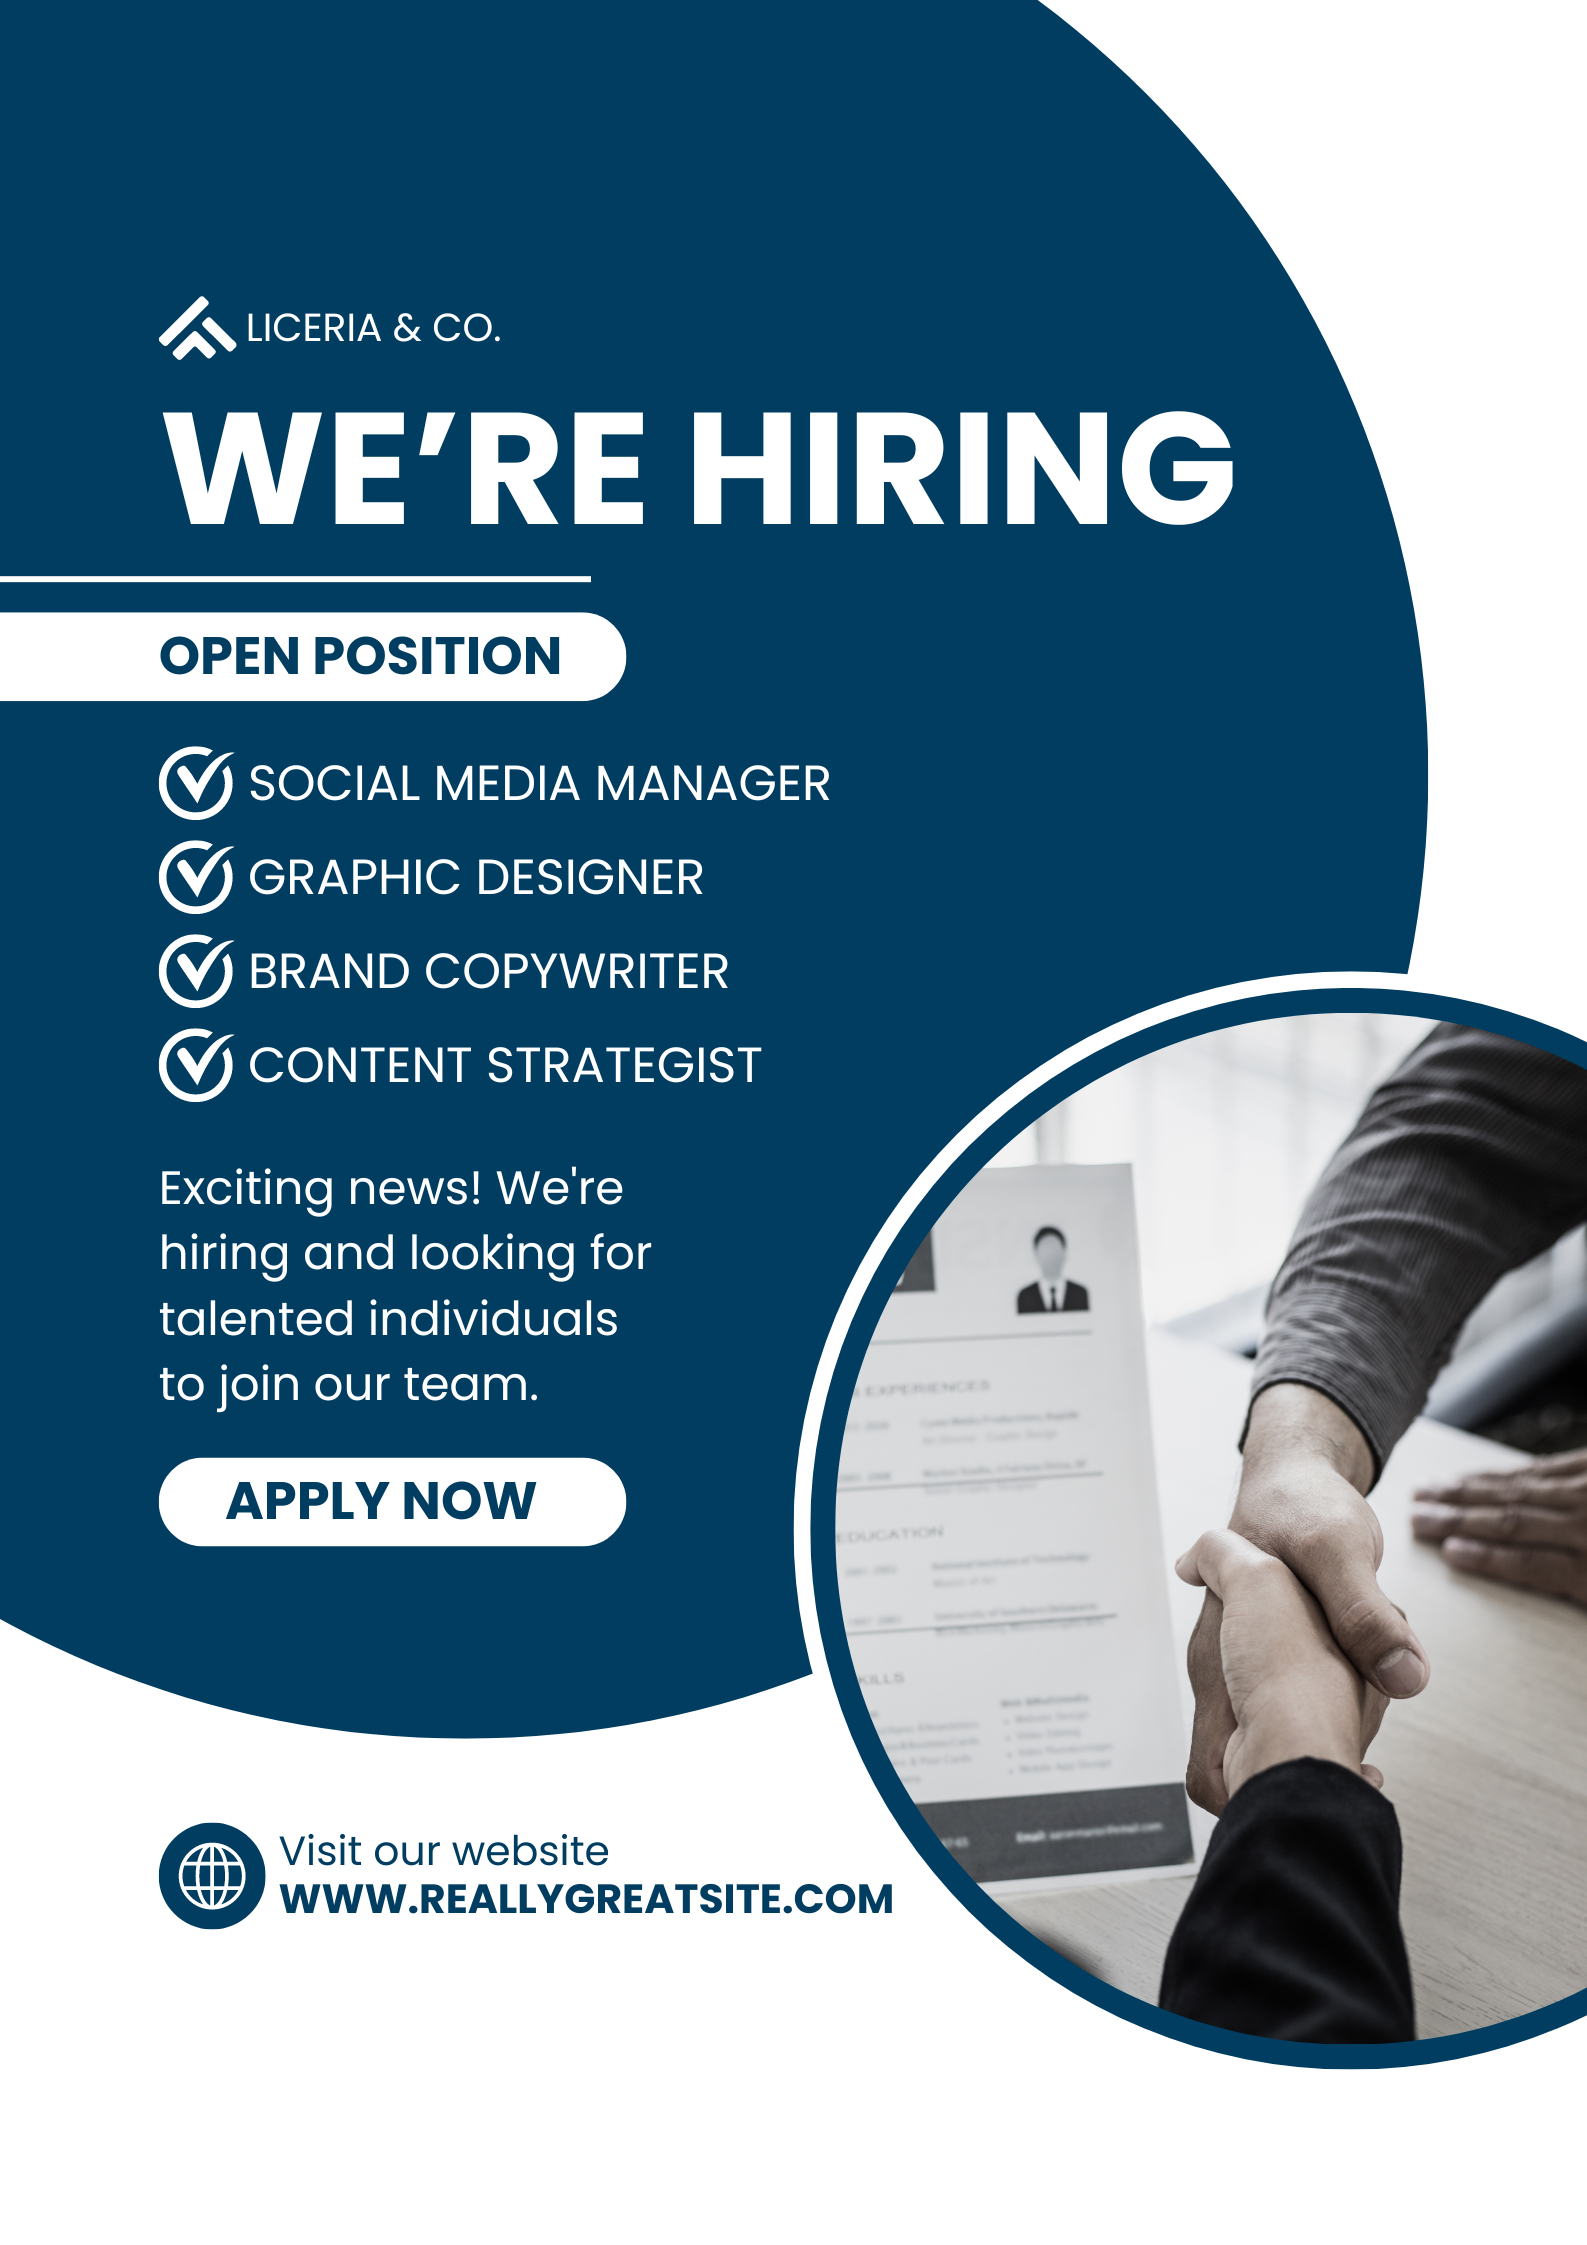 LICERIA & CO.
WE’RE HIRING
OPEN POSITION
SOCIAL MEDIA MANAGER
GRAPHIC DESIGNER
BRAND COPYWRITER
CONTENT STRATEGIST
Exciting news! We're
hiring and looking for
talented individuals
to join our team.
APPLY NOW
EXPERIENCES
EDUCATION
Visit our website
WWW.REALLYGREATSITE.COM